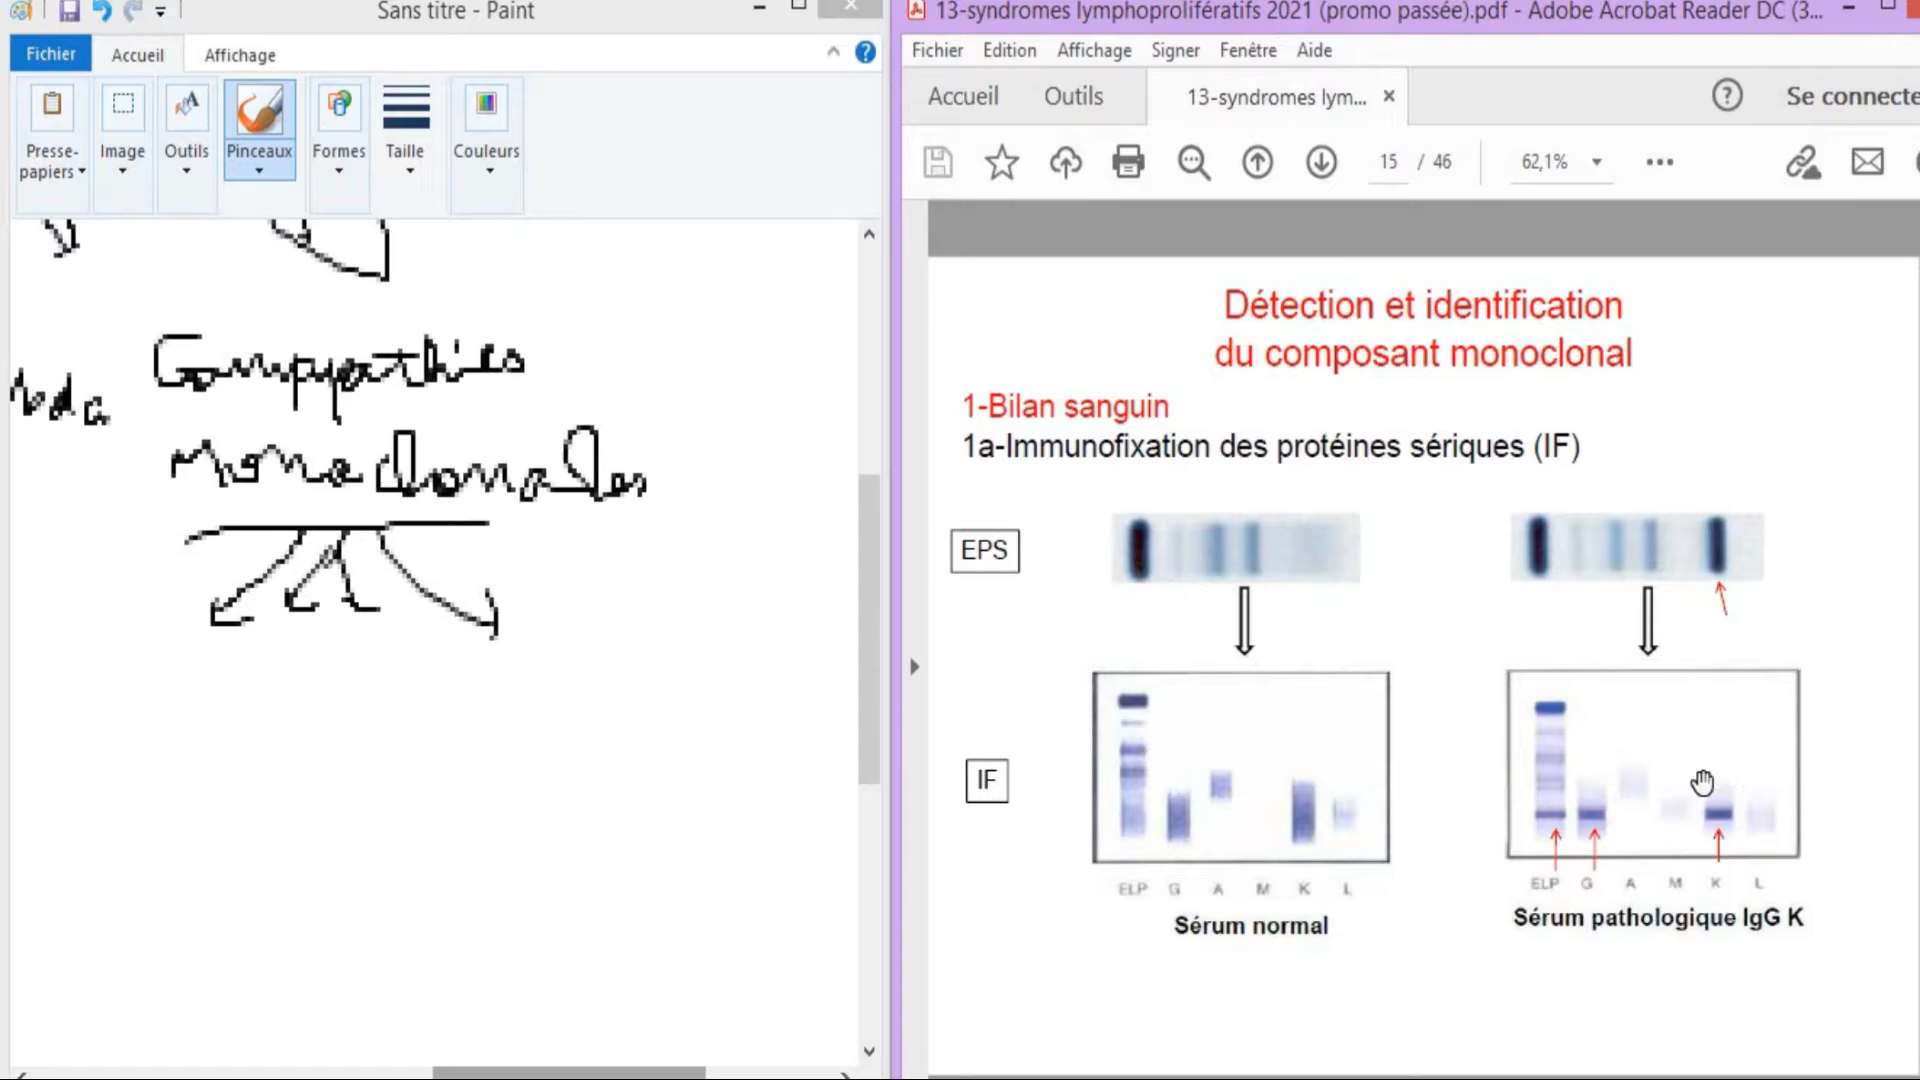 Sans titre - Paint
Fichier
Accueil
Affichage
Presse-
papiers
Image
Outils
Pinceaux
Formes
Taille
Couleurs
Gampypathies
monoclonales
13-syndromes lymphoprolifératifs 2021 (promo passée).pdf - Adobe Acrobat Reader DC (3...
Fichier Edition Affichage Signer Fenêtre Aide
Accueil
Outils
13-syndromes lym...
Se connecte
15 / 46
62,1%
Détection et identification
du composant monoclonal
1-Bilan sanguin
1a-Immunofixation des protéines sériques (IF)
EPS
IF
ELP G A M K L
Sérum normal
ELP G A M K L
Sérum pathologique IgG K